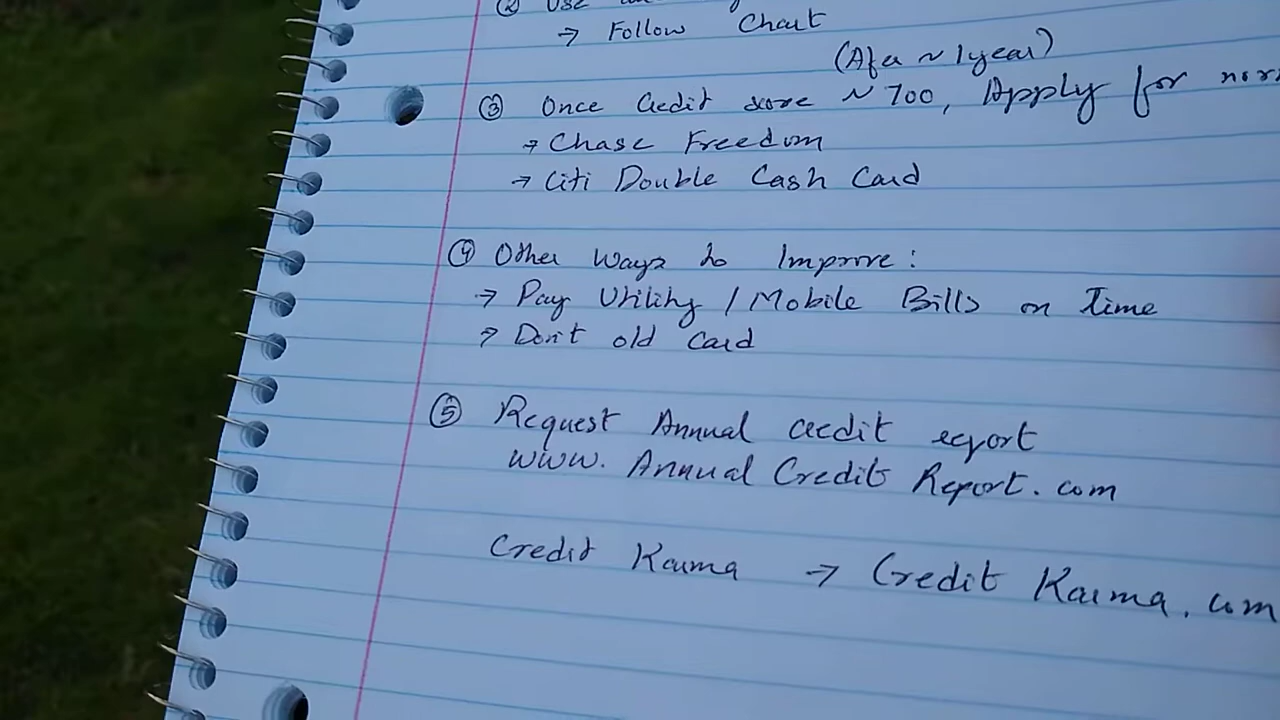 ② Use
→ Follow Chart
(After ~ 1 year)
③ Once Credit score ~ 700, Apply for
→ Chase Freedom
→ Citi Double Cash Card
④ Other Ways to Improve:
→ Pay Utility / Mobile Bills on Time
→ Don't old Card
⑤ Request Annual credit report
www. Annual Credit Report. com
Credit Karma → Credit Karma. com